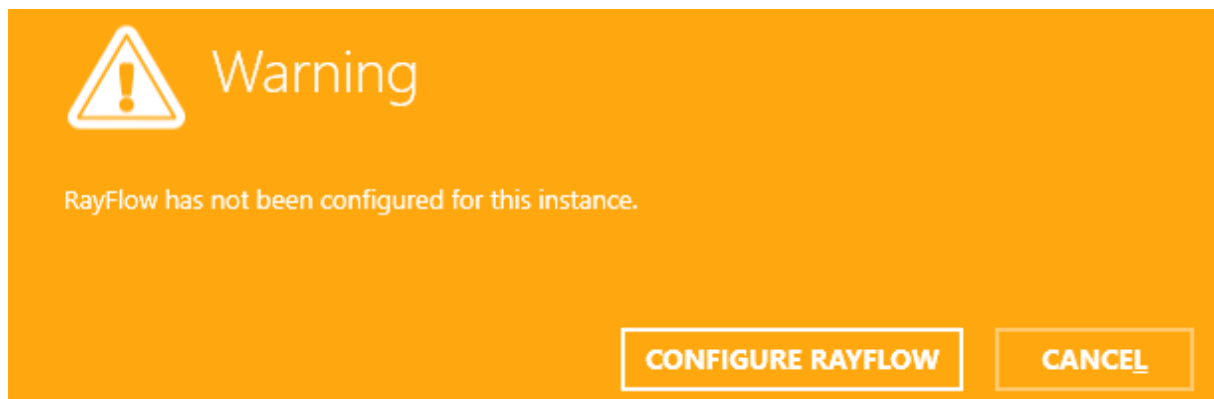 Warning
RayFlow has not been configured for this instance.
CONFIGURE RAYFLOW CANCEL